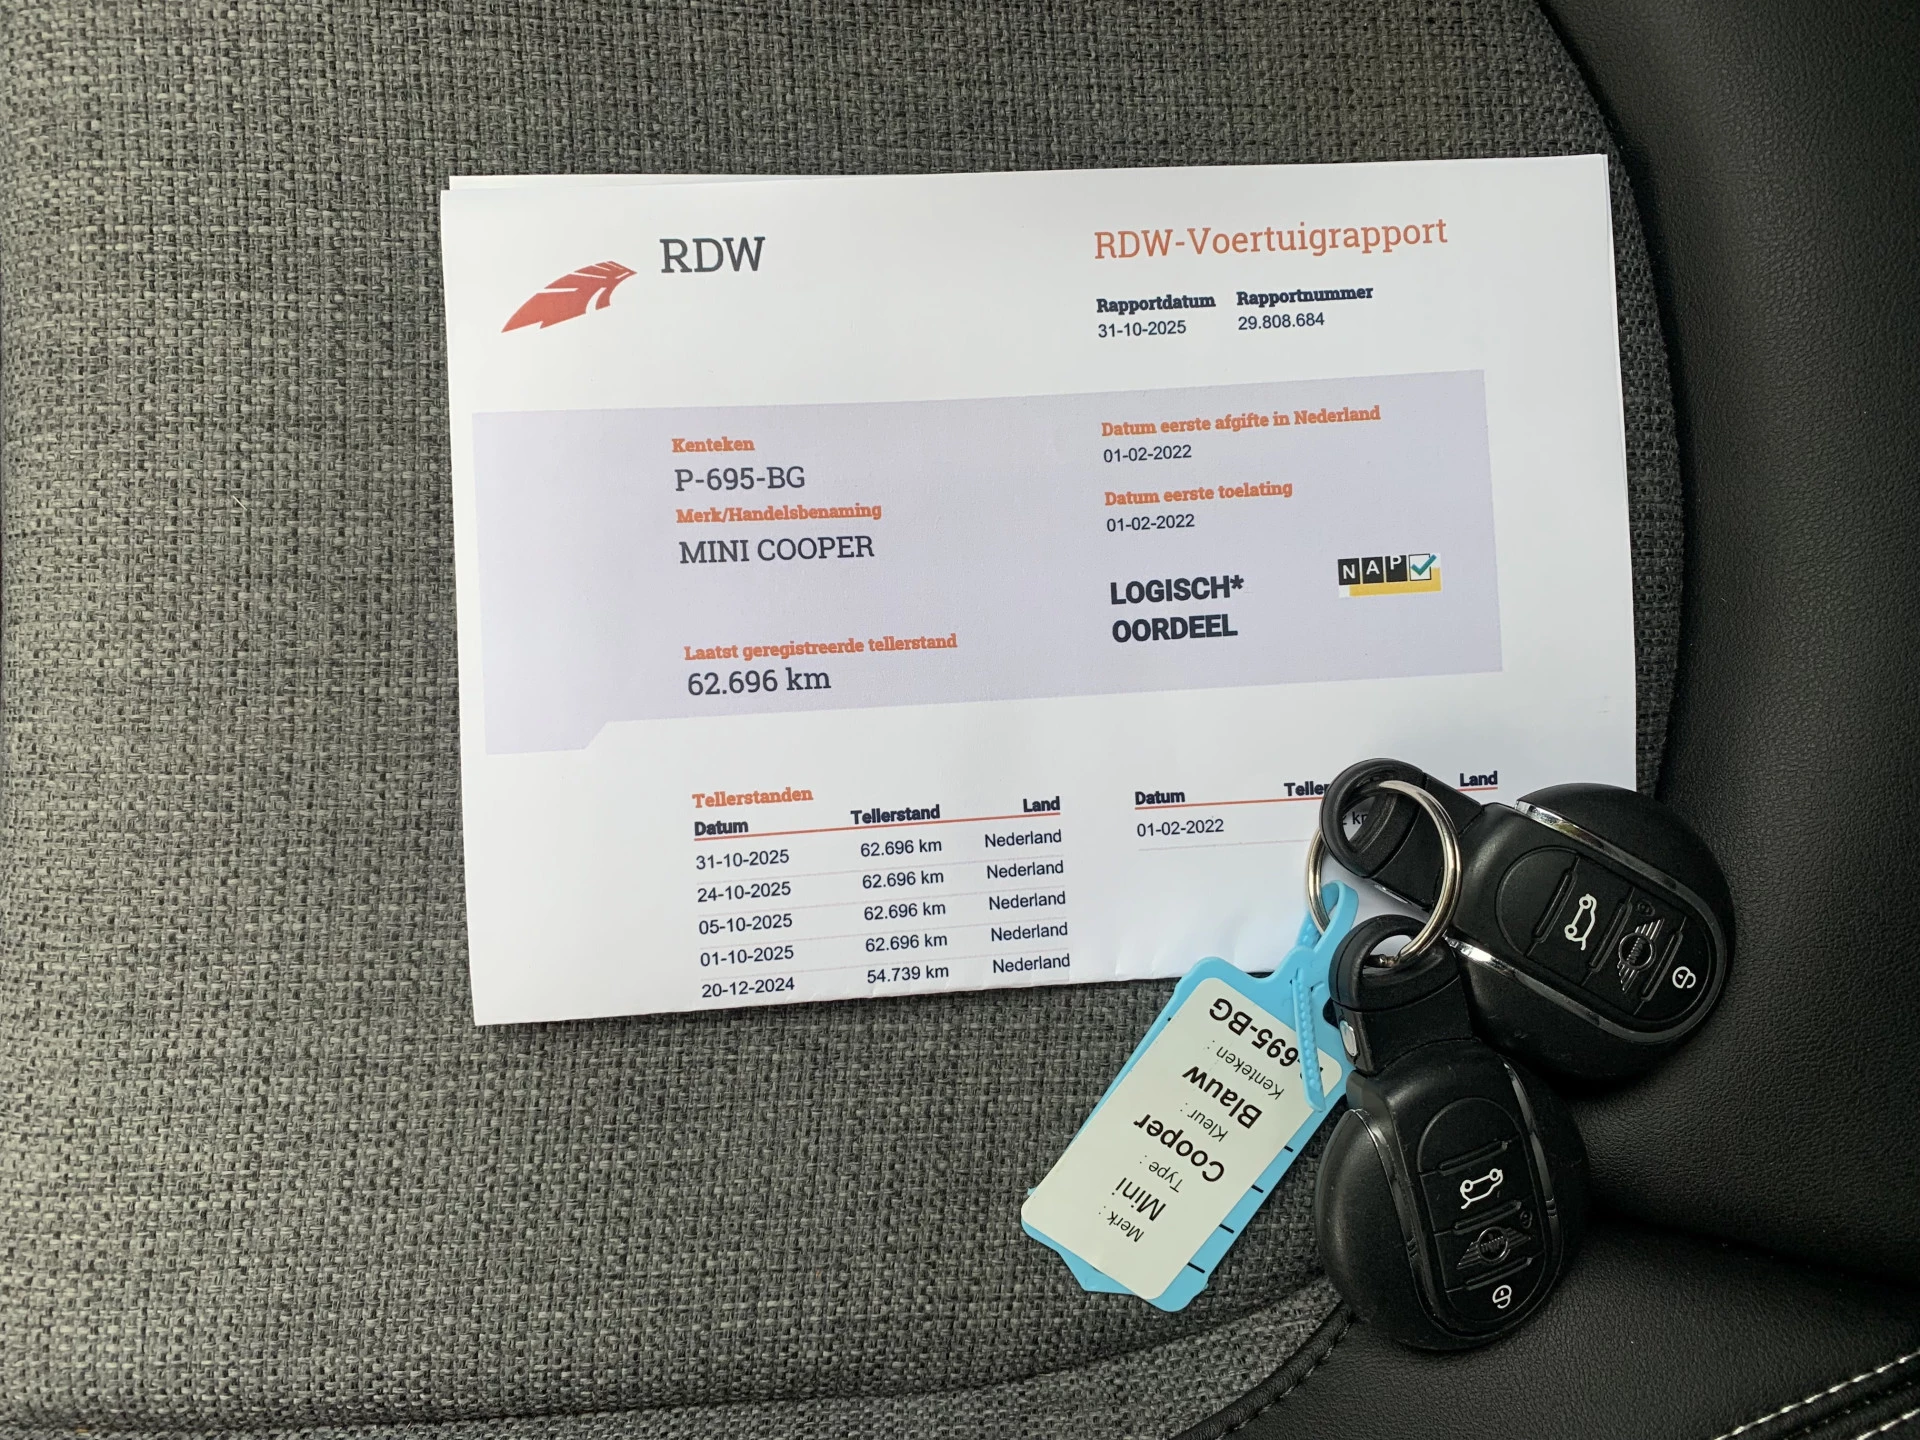 RDW
RDW-Voertuigrapport
Rapportdatum Rapportnummer
31-10-2025 29.808.684
Kenteken
P-695-BG
Merk/Handelsbenaming
MINI COOPER
Laatst geregistreerde tellerstand
62.696 km
Datum eerste afgifte in Nederland
01-02-2022
Datum eerste toelating
01-02-2022
LOGISCH*
OORDEEL
NAP
Tellerstanden
Datum Tellerstand Land
31-10-2025 62.696 km Nederland
24-10-2025 62.696 km Nederland
05-10-2025 62.696 km Nederland
01-10-2025 62.696 km Nederland
20-12-2024 54.739 km Nederland
Datum Land
01-02-2022
Merk :
Mini
Type :
Cooper
Kleur :
Blauw
Kenteken :
-695-BG